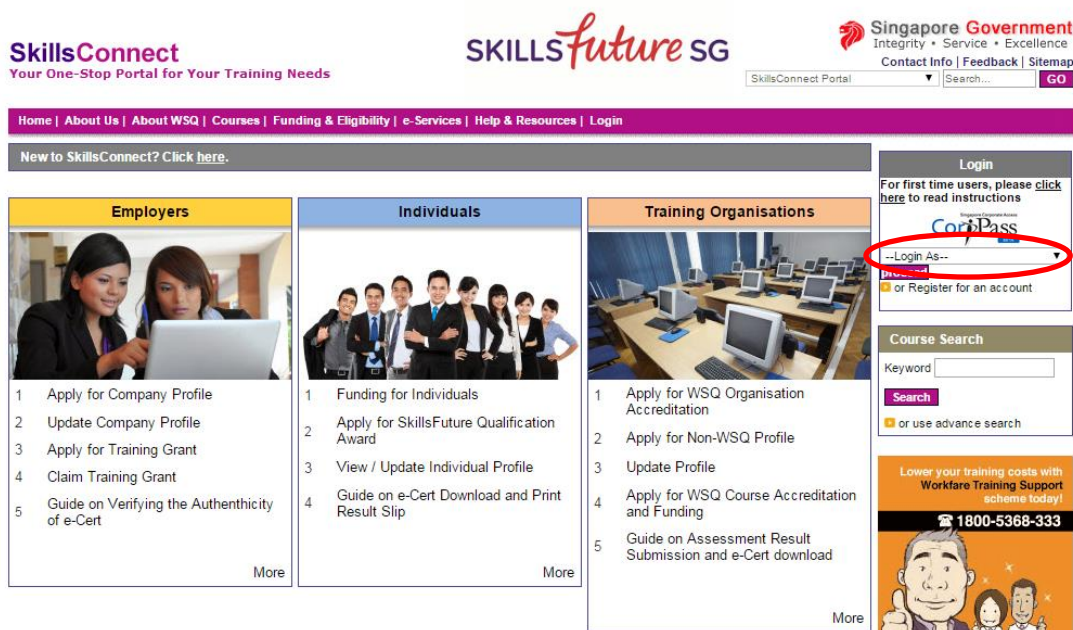 SkillsConnect
Your One-Stop Portal for Your Training Needs
SKILLSfuture SG
Singapore Government
Integrity • Service • Excellence
Contact Info | Feedback | Sitemap
SkillsConnect Portal
Search...
GO
Home | About Us | About WSQ | Courses | Funding & Eligibility | e-Services | Help & Resources | Login
New to SkillsConnect? Click here.
Employers
1 Apply for Company Profile
2 Update Company Profile
3 Apply for Training Grant
4 Claim Training Grant
5 Guide on Verifying the Authenthicity
of e-Cert
More
Individuals
1 Funding for Individuals
2 Apply for SkillsFuture Qualification
Award
3 View / Update Individual Profile
4 Guide on e-Cert Download and Print
Result Slip
More
Training Organisations
1 Apply for WSQ Organisation
Accreditation
2 Apply for Non-WSQ Profile
3 Update Profile
4 Apply for WSQ Course Accreditation
and Funding
5 Guide on Assessment Result
Submission and e-Cert download
More
Login
For first time users, please click
here to read instructions
Singapore Corporate Access
CorpPass
--Login As--
proceed
or Register for an account
Course Search
Keyword
Search
or use advance search
Lower your training costs with
Workfare Training Support
scheme today!
☎ 1800-5368-333